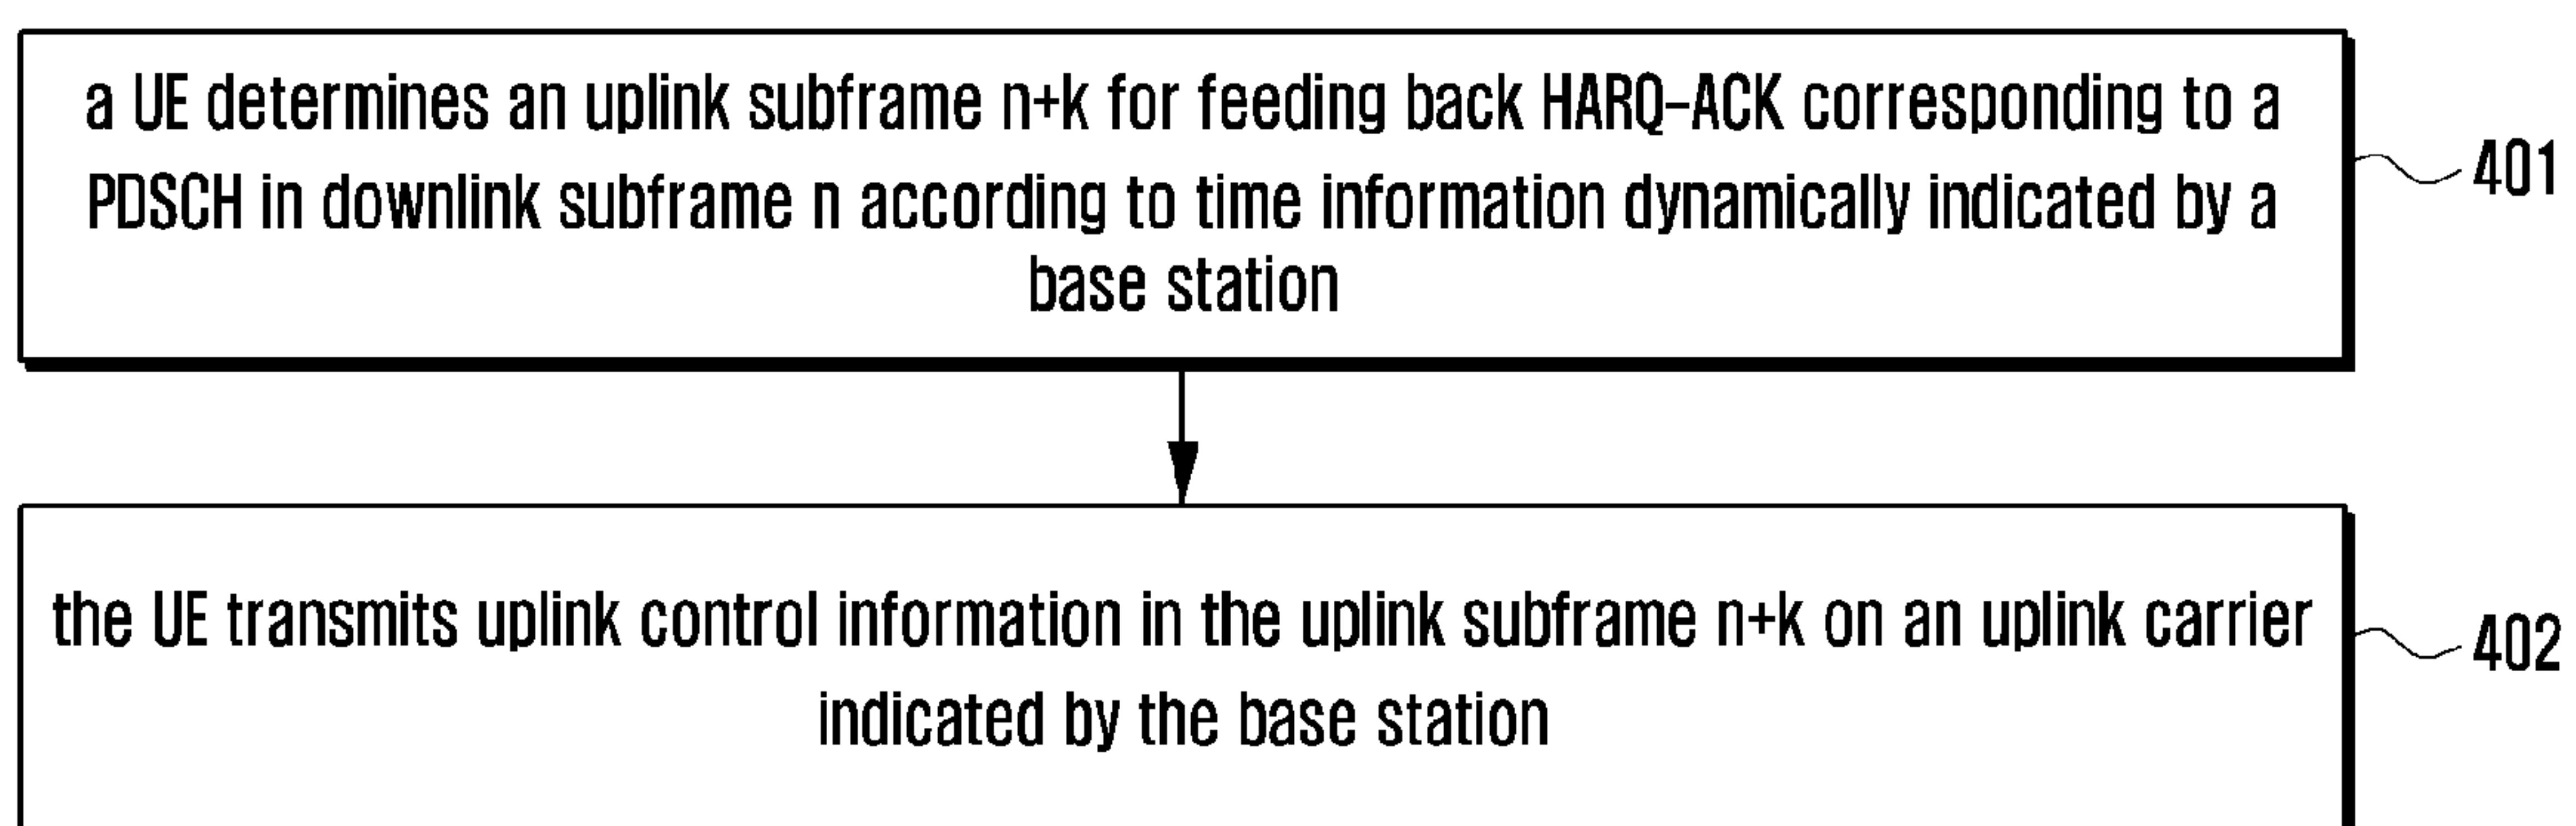 a UE determines an uplink subframe n+k for feeding back HARQ-ACK corresponding to a
PDSCH in downlink subframe n according to time information dynamically indicated by a
base station
401
the UE transmits uplink control information in the uplink subframe n+k on an uplink carrier
indicated by the base station
402